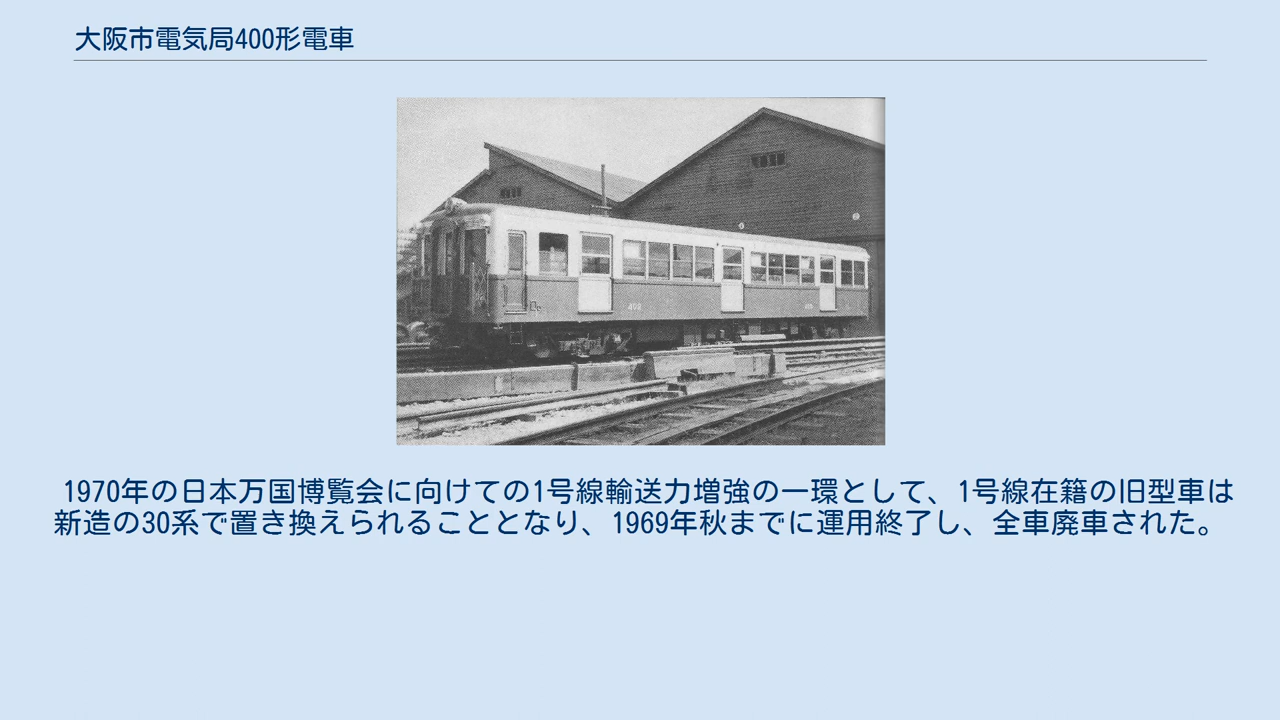 大阪市電気局400形電車
1970年の日本万国博覧会に向けての1号線輸送力増強の一環として、1号線在籍の旧型車は
新造の30系で置き換えられることとなり、1969年秋までに運用終了し、全車廃車された。